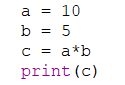 a = 10
b = 5
c = a*b
print(c)